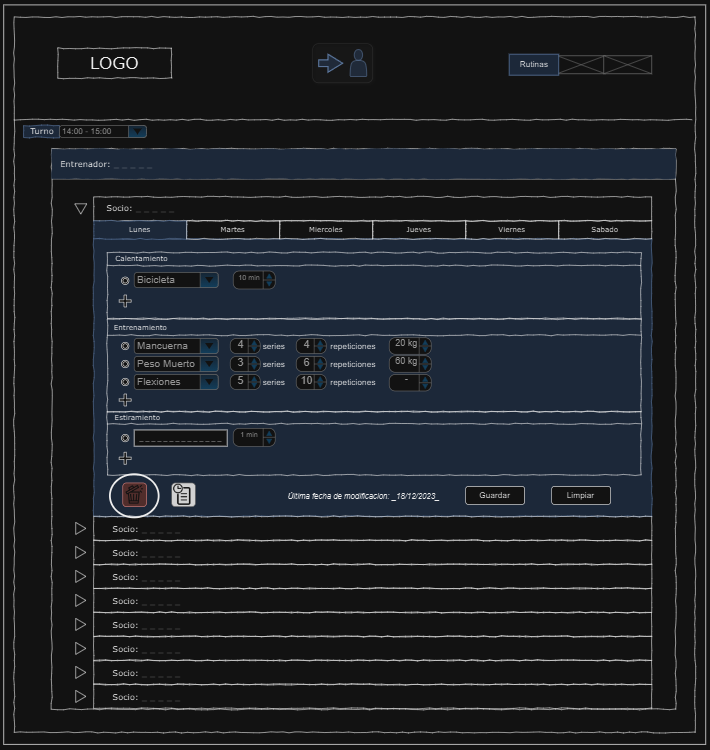 LOGO
Rutinas
Turno 14:00 - 15:00
Entrenador: _ _ _ _ _
Socio: _ _ _ _ _
Lunes Martes Miercoles Jueves Viernes Sabado
Calentamiento
Bicicleta 10 min
Entrenamiento
Mancuerna 4 series 4 repeticiones 20 kg
Peso Muerto 3 series 6 repeticiones 60 kg
Flexiones 5 series 10 repeticiones -
Estiramiento
_ _ _ _ _ _ _ _ _ _ _ _ _ 1 min
Última fecha de modificacion: _18/12/2023_ Guardar Limpiar
Socio: _ _ _ _ _
Socio: _ _ _ _ _
Socio: _ _ _ _ _
Socio: _ _ _ _ _
Socio: _ _ _ _ _
Socio: _ _ _ _ _
Socio: _ _ _ _ _
Socio: _ _ _ _ _